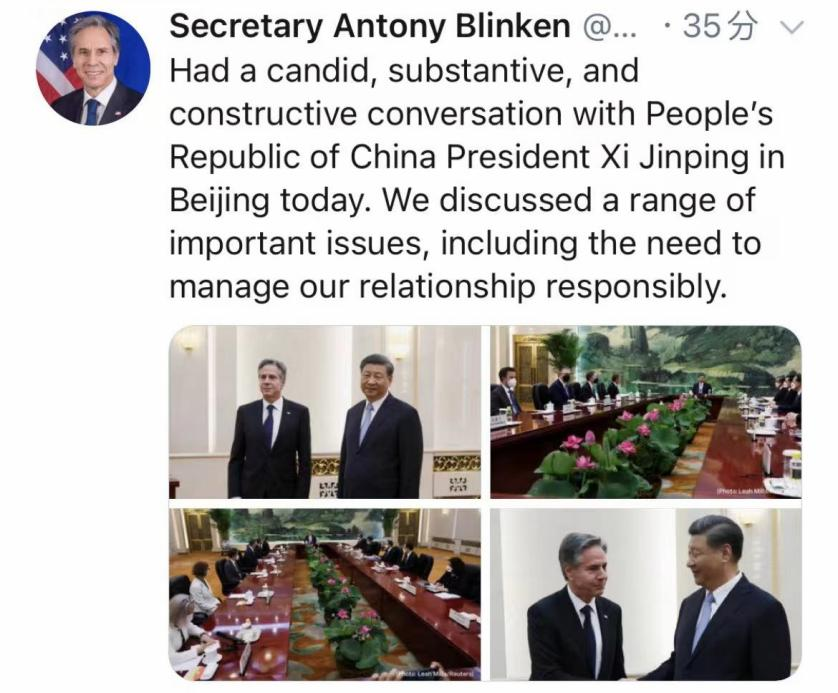 Secretary Antony Blinken @... · 35分
Had a candid, substantive, and
constructive conversation with People's
Republic of China President Xi Jinping in
Beijing today. We discussed a range of
important issues, including the need to
manage our relationship responsibly.
(Photo: Leah Millis
(Photo: Leah Millis/Reuters)